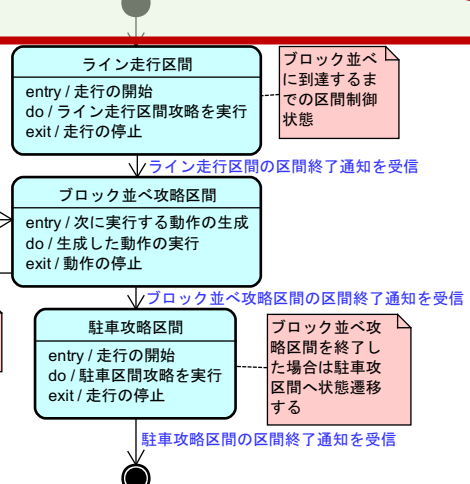 ライン走行区間
entry / 走行の開始
do / ライン走行区間攻略を実行
exit / 走行の停止
ブロック並べ
に到達するま
での区間制御
状態
ライン走行区間の区間終了通知を受信
ブロック並べ攻略区間
entry / 次に実行する動作の生成
do / 生成した動作の実行
exit / 動作の停止
ブロック並べ攻略区間の区間終了通知を受信
駐車攻略区間
entry / 走行の開始
do / 駐車区間攻略を実行
exit / 走行の停止
ブロック並べ攻
略区間を終了し
た場合は駐車攻
区間へ状態遷移
する
駐車攻略区間の区間終了通知を受信